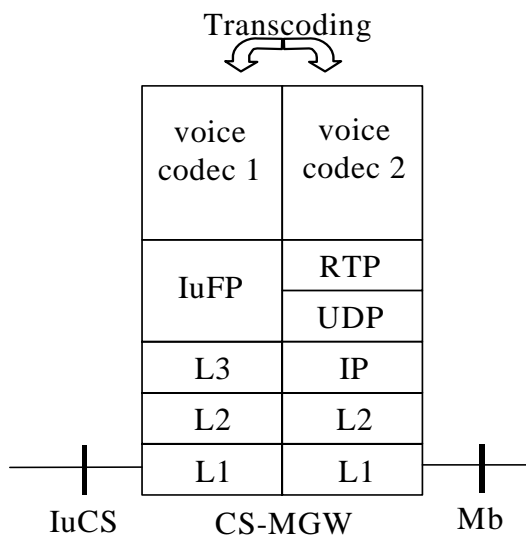 Transcoding
voice
codec 1
voice
codec 2
IuFP
RTP
UDP
L3
IP
L2
L2
L1
L1
IuCS
CS-MGW
Mb